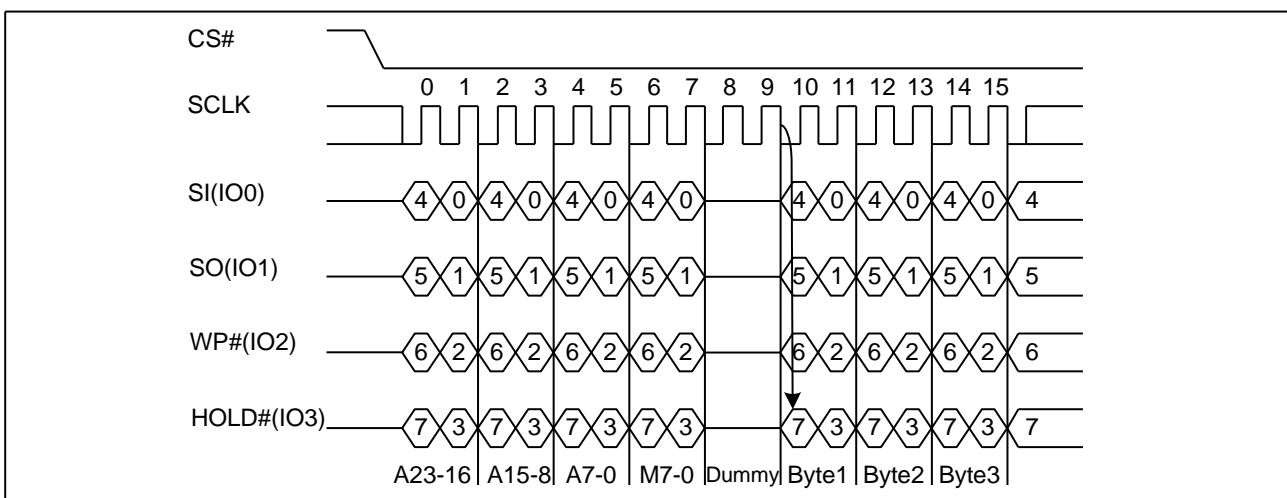 CS#
0 1 2 3 4 5 6 7 8 9 10 11 12 13 14 15
SCLK
SI(IO0) 4 0 4 0 4 0 4 0 4 0 4 0 4 0 4
SO(IO1) 5 1 5 1 5 1 5 1 5 1 5 1 5 1 5
WP#(IO2) 6 2 6 2 6 2 6 2 6 2 6 2 6 2 6
HOLD#(IO3) 7 3 7 3 7 3 7 3 7 3 7 3 7 3 7
A23-16 A15-8 A7-0 M7-0 Dummy Byte1 Byte2 Byte3